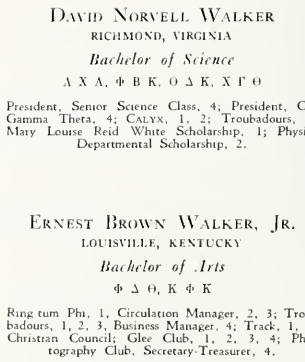 DAVID NORVELL WALKER
RICHMOND, VIRGINIA
Bachelor of Science
Λ Χ Α, Φ Β Κ, Ο Δ Κ, Χ Γ Θ
President, Senior Science Class, 4; President, C
Gamma Theta, 4; CALYX, 1, 2; Troubadours,
Mary Louise Reid White Scholarship, 1; Physi
Departmental Scholarship, 2.
ERNEST BROWN WALKER, JR.
LOUISVILLE, KENTUCKY
Bachelor of Arts
Φ Δ Θ, Κ Φ Κ
Ring tum Phi, 1, Circulation Manager, 2, 3; Tro
badours, 1, 2, 3, Business Manager, 4; Track, 1,
Christian Council; Glee Club, 1, 2, 3, 4; Ph
tography Club, Secretary-Treasurer, 4.